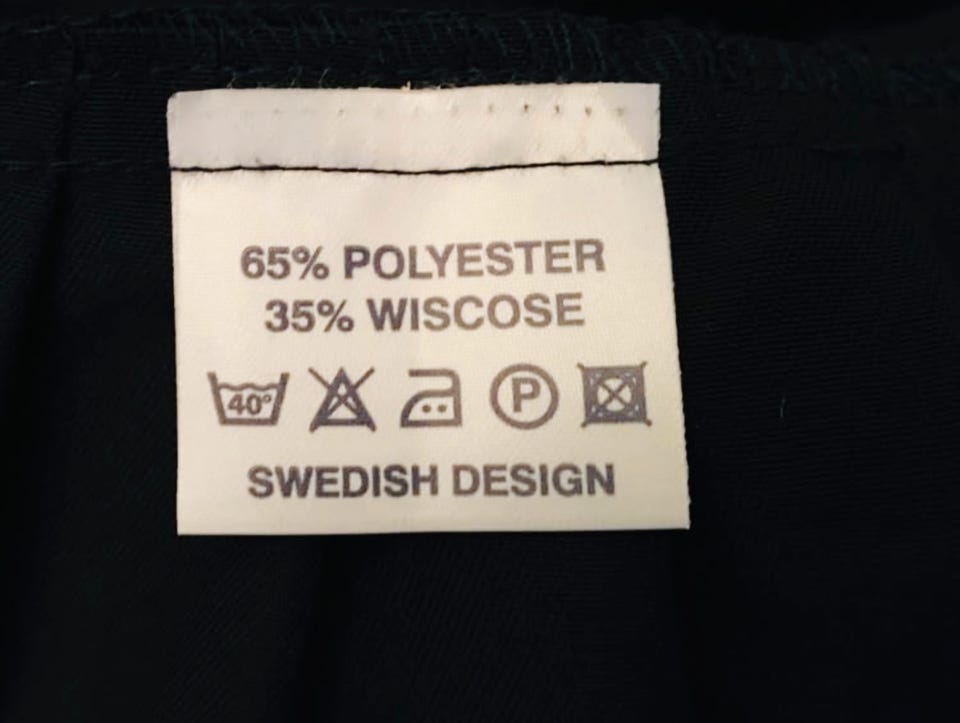 65% POLYESTER
35% WISCOSE
40° P
SWEDISH DESIGN